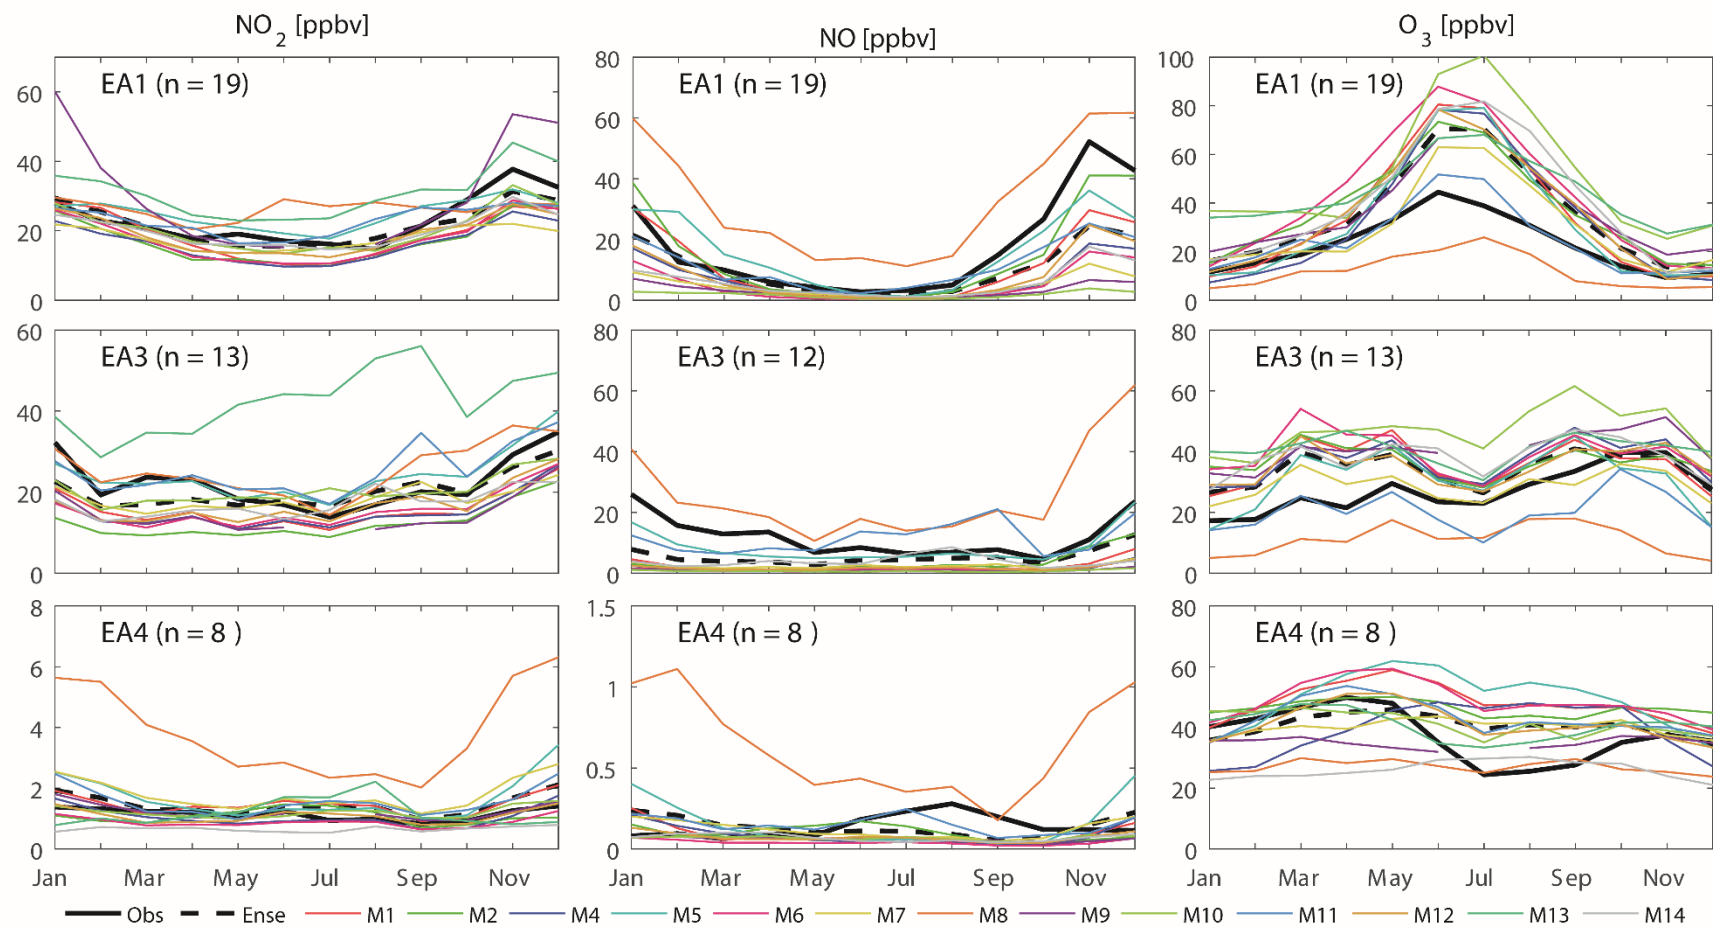 NO2 [ppbv]
NO [ppbv]
O3 [ppbv]
EA1 (n = 19)
60
40
20
0
EA1 (n = 19)
80
60
40
20
0
EA1 (n = 19)
100
80
60
40
20
0
EA3 (n = 13)
60
40
20
0
EA3 (n = 12)
80
60
40
20
0
EA3 (n = 13)
80
60
40
20
0
EA4 (n = 8 )
8
6
4
2
0
EA4 (n = 8 )
1.5
1
0.5
0
EA4 (n = 8 )
80
60
40
20
0
Jan Mar May Jul Sep Nov
Jan Mar May Jul Sep Nov
Jan Mar May Jul Sep Nov
Obs Ense M1 M2 M4 M5 M6 M7 M8 M9 M10 M11 M12 M13 M14